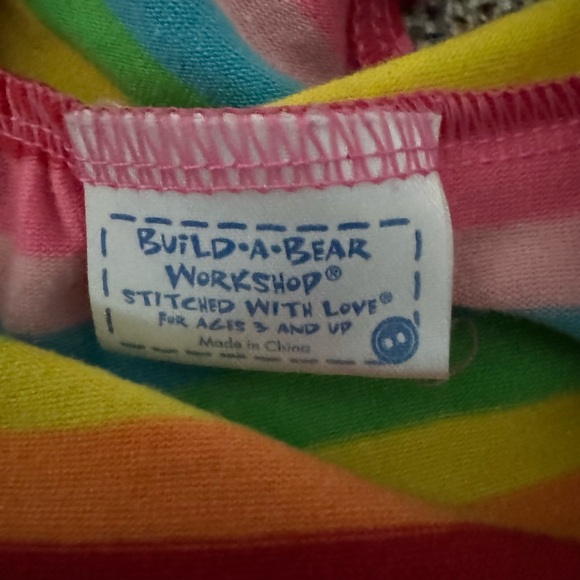 BUiLD•A•BEAR
WORKSHOP®
STITCHED WITH LOVE®
FOR AGES 3 AND UP
Made in China